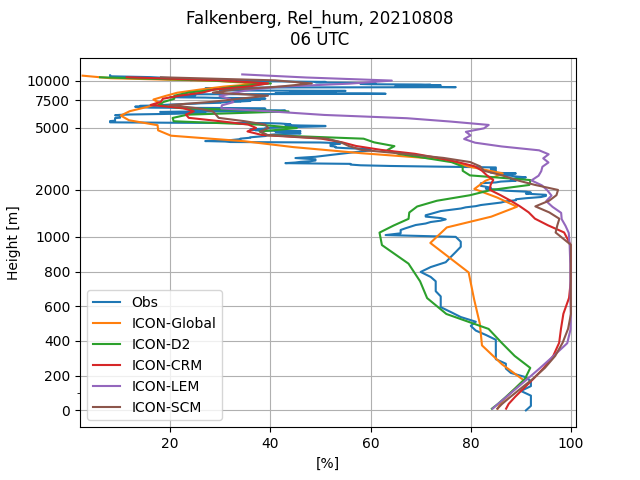 Falkenberg, Rel_hum, 20210808
06 UTC
Height [m]
10000
7500
5000
2000
1000
800
600
400
200
0
Obs
ICON-Global
ICON-D2
ICON-CRM
ICON-LEM
ICON-SCM
20 40 60 80 100
[%]